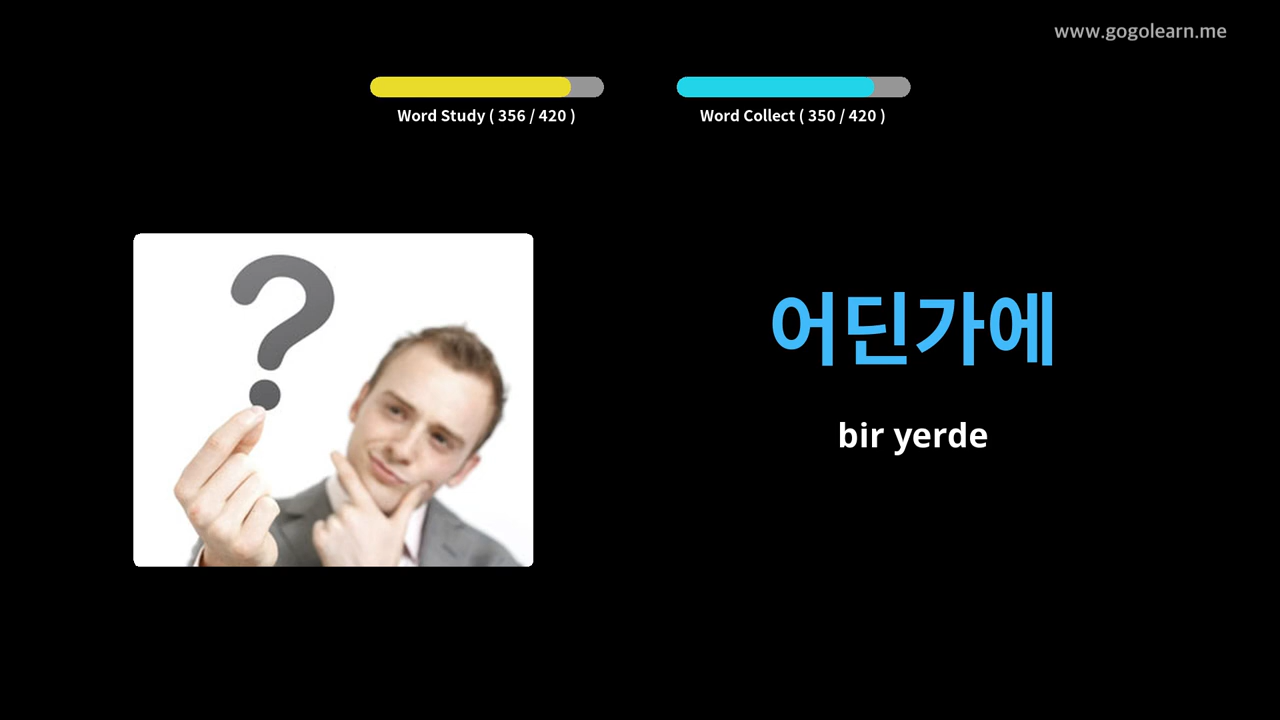 www.gogolearn.me
Word Study ( 356 / 420 )
Word Collect ( 350 / 420 )
어딘가에
bir yerde